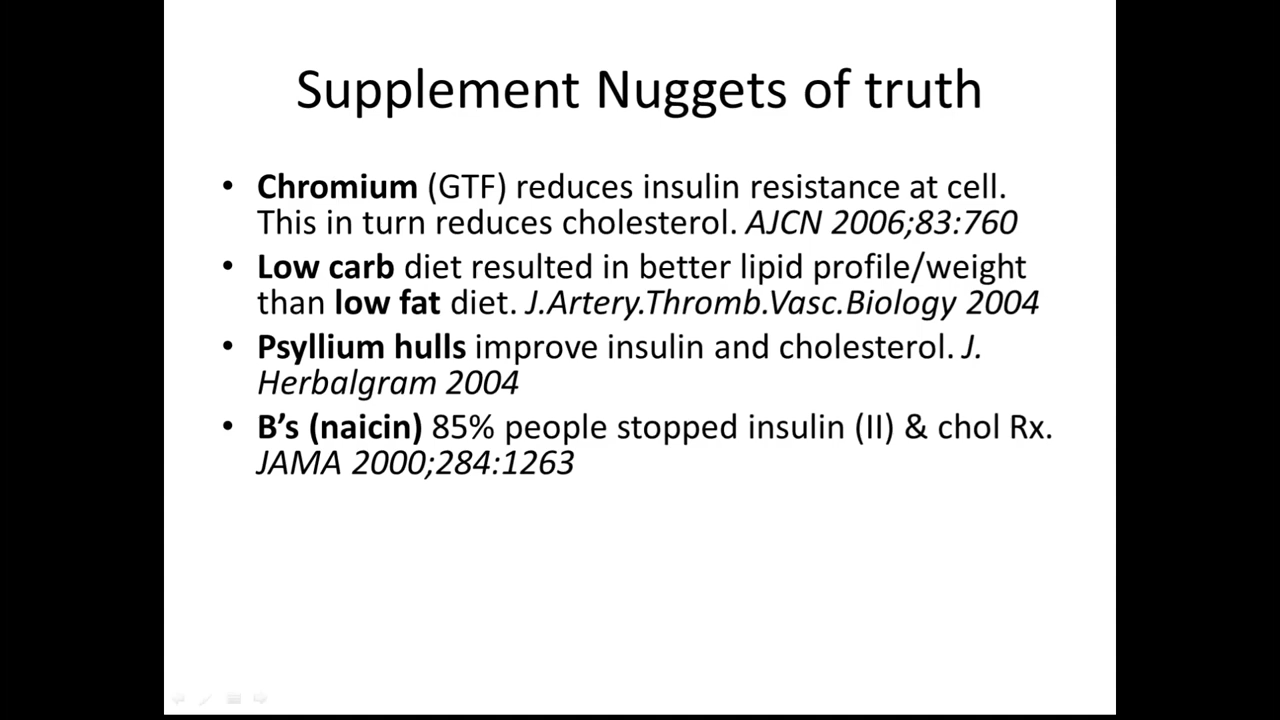 Supplement Nuggets of truth
• Chromium (GTF) reduces insulin resistance at cell.
This in turn reduces cholesterol. AJCN 2006;83:760
• Low carb diet resulted in better lipid profile/weight
than low fat diet. J.Artery.Thromb.Vasc.Biology 2004
• Psyllium hulls improve insulin and cholesterol. J.
Herbalgram 2004
• B’s (naicin) 85% people stopped insulin (II) & chol Rx.
JAMA 2000;284:1263